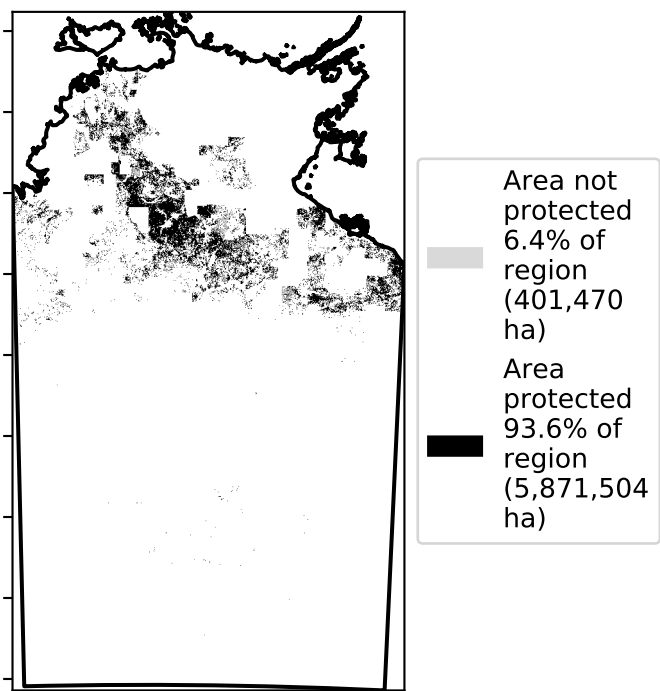 Area not
protected
6.4% of
region
(401,470
ha)
Area
protected
93.6% of
region
(5,871,504
ha)